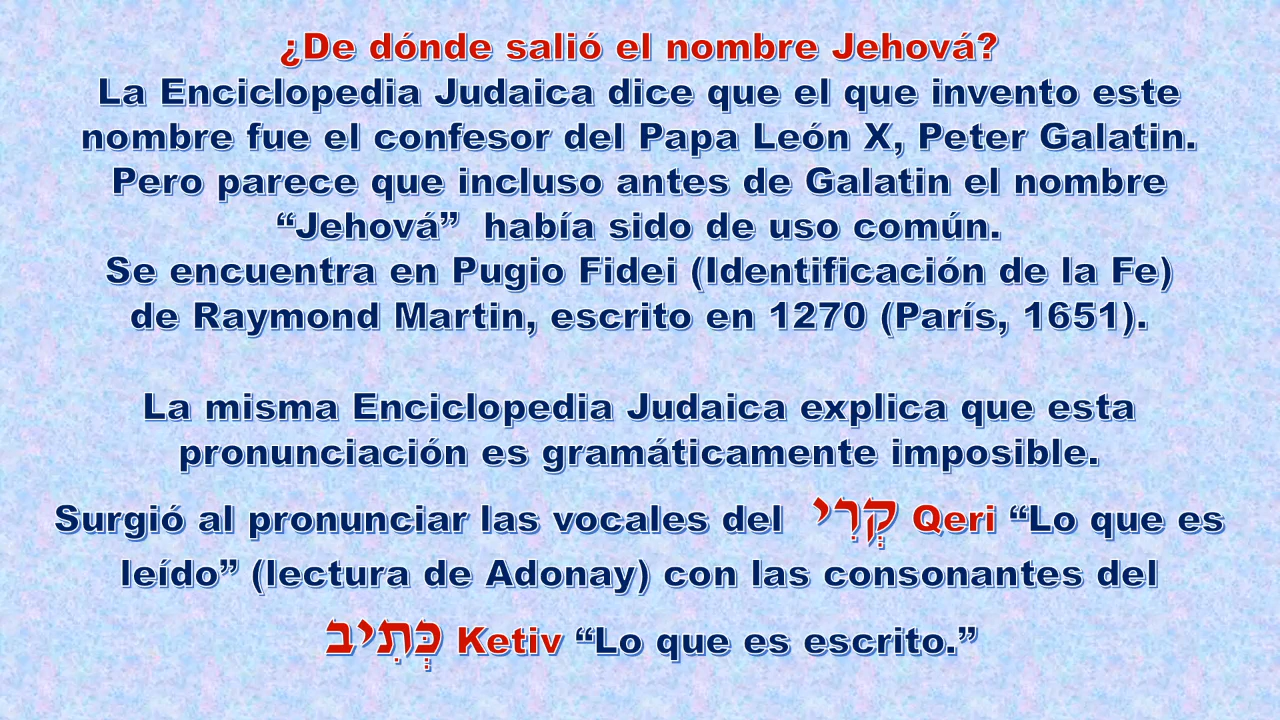 ¿De dónde salió el nombre Jehová?
La Enciclopedia Judaica dice que el que invento este
nombre fue el confesor del Papa León X, Peter Galatin.
Pero parece que incluso antes de Galatin el nombre
“Jehová” había sido de uso común.
Se encuentra en Pugio Fidei (Identificación de la Fe)
de Raymond Martin, escrito en 1270 (París, 1651).
La misma Enciclopedia Judaica explica que esta
pronunciación es gramáticamente imposible.
Surgió al pronunciar las vocales del קְרִי Qeri “Lo que es
leído” (lectura de Adonay) con las consonantes del
כְּתִיב Ketiv “Lo que es escrito.”